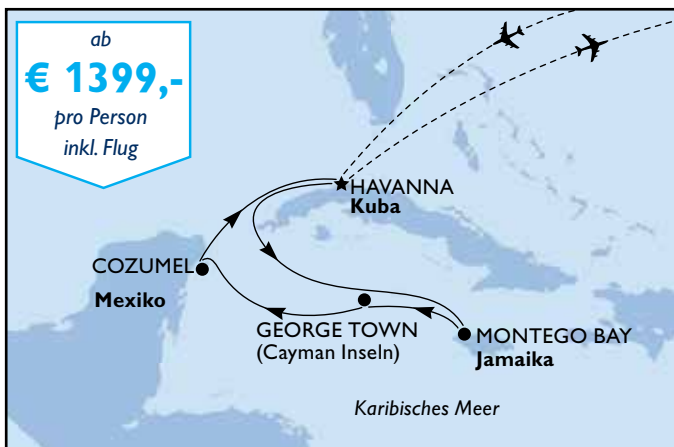 ab
€ 1399,-
pro Person
inkl. Flug
HAVANNA
Kuba
COZUMEL
Mexiko
GEORGE TOWN
(Cayman Inseln)
MONTEGO BAY
Jamaika
Karibisches Meer